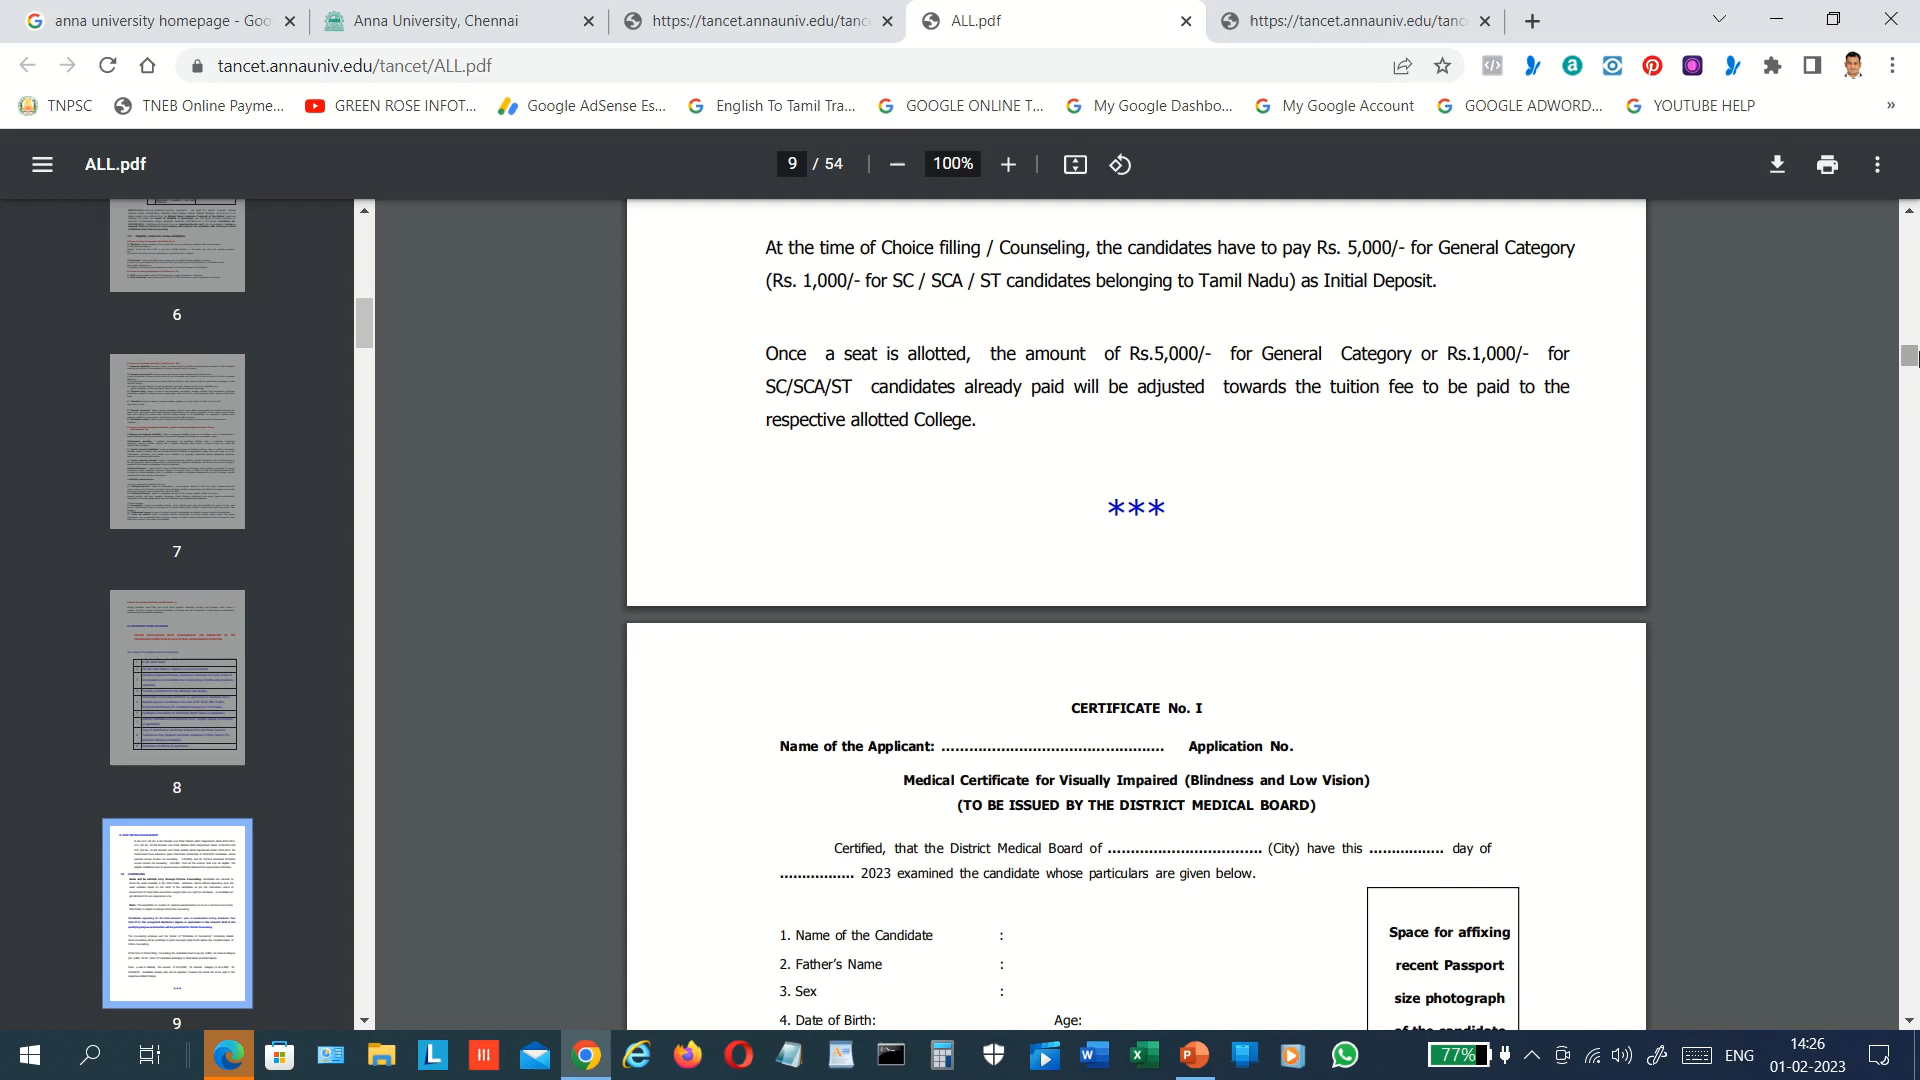 anna university homepage - Goo
Anna University, Chennai
https://tancet.annauniv.edu/tance
ALL.pdf
https://tancet.annauniv.edu/tanc
tancet.annauniv.edu/tancet/ALL.pdf
TNPSC
TNEB Online Payme...
GREEN ROSE INFOT...
Google AdSense Es...
English To Tamil Tra...
GOOGLE ONLINE T...
My Google Dashbo...
My Google Account
GOOGLE ADWORD...
YOUTUBE HELP
»
ALL.pdf
9 / 54
100%
6
7
8
9
At the time of Choice filling / Counseling, the candidates have to pay Rs. 5,000/- for General Category
(Rs. 1,000/- for SC / SCA / ST candidates belonging to Tamil Nadu) as Initial Deposit.
Once a seat is allotted, the amount of Rs.5,000/- for General Category or Rs.1,000/- for
SC/SCA/ST candidates already paid will be adjusted towards the tuition fee to be paid to the
respective allotted College.
***
CERTIFICATE No. I
Name of the Applicant: ................................................ Application No.
Medical Certificate for Visually Impaired (Blindness and Low Vision)
(TO BE ISSUED BY THE DISTRICT MEDICAL BOARD)
Certified, that the District Medical Board of .................................. (City) have this ................. day of
................. 2023 examined the candidate whose particulars are given below.
1. Name of the Candidate :
2. Father's Name :
3. Sex :
4. Date of Birth: Age:
Space for affixing
recent Passport
size photograph
of the candidate
77%
ENG
14:26
01-02-2023